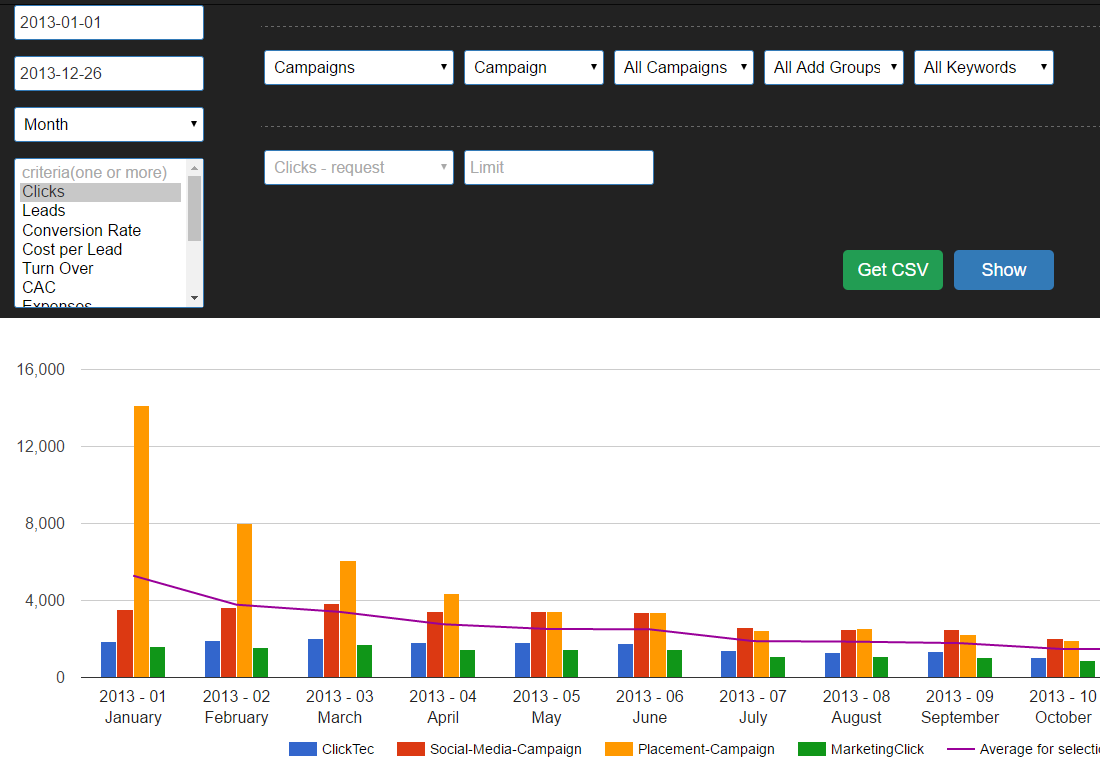 2013-01-01
2013-12-26
Campaigns Campaign All Campaigns All Add Groups All Keywords
Month
Clicks - request Limit
criteria(one or more)
Clicks
Leads
Conversion Rate
Cost per Lead
Turn Over
CAC
Expenses
Get CSV Show
16,000
12,000
8,000
4,000
0
2013 - 01 2013 - 02 2013 - 03 2013 - 04 2013 - 05 2013 - 06 2013 - 07 2013 - 08 2013 - 09 2013 - 10
January February March April May June July August September October
ClickTec Social-Media-Campaign Placement-Campaign MarketingClick Average for selecti